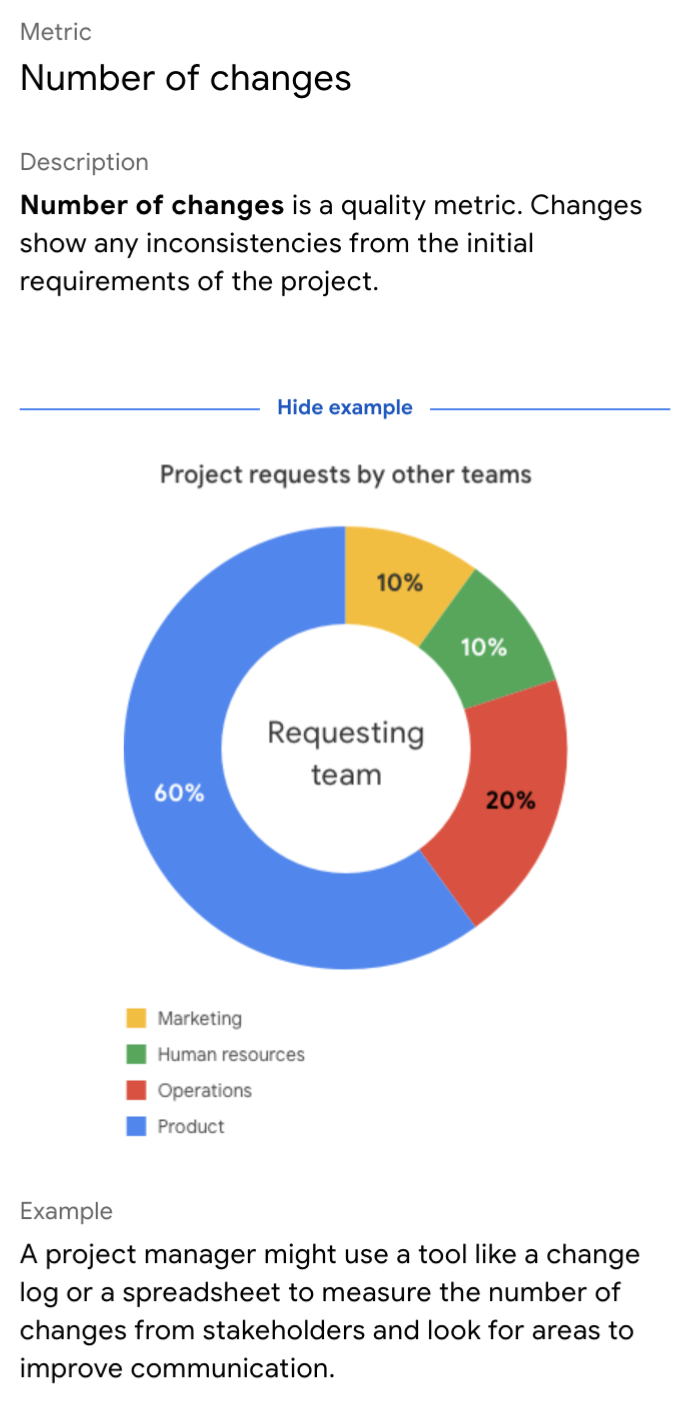 Metric
Number of changes
Description
Number of changes is a quality metric. Changes
show any inconsistencies from the initial
requirements of the project.
Hide example
Project requests by other teams
10%
10%
Requesting
team
60%
20%
Marketing
Human resources
Operations
Product
Example
A project manager might use a tool like a change
log or a spreadsheet to measure the number of
changes from stakeholders and look for areas to
improve communication.